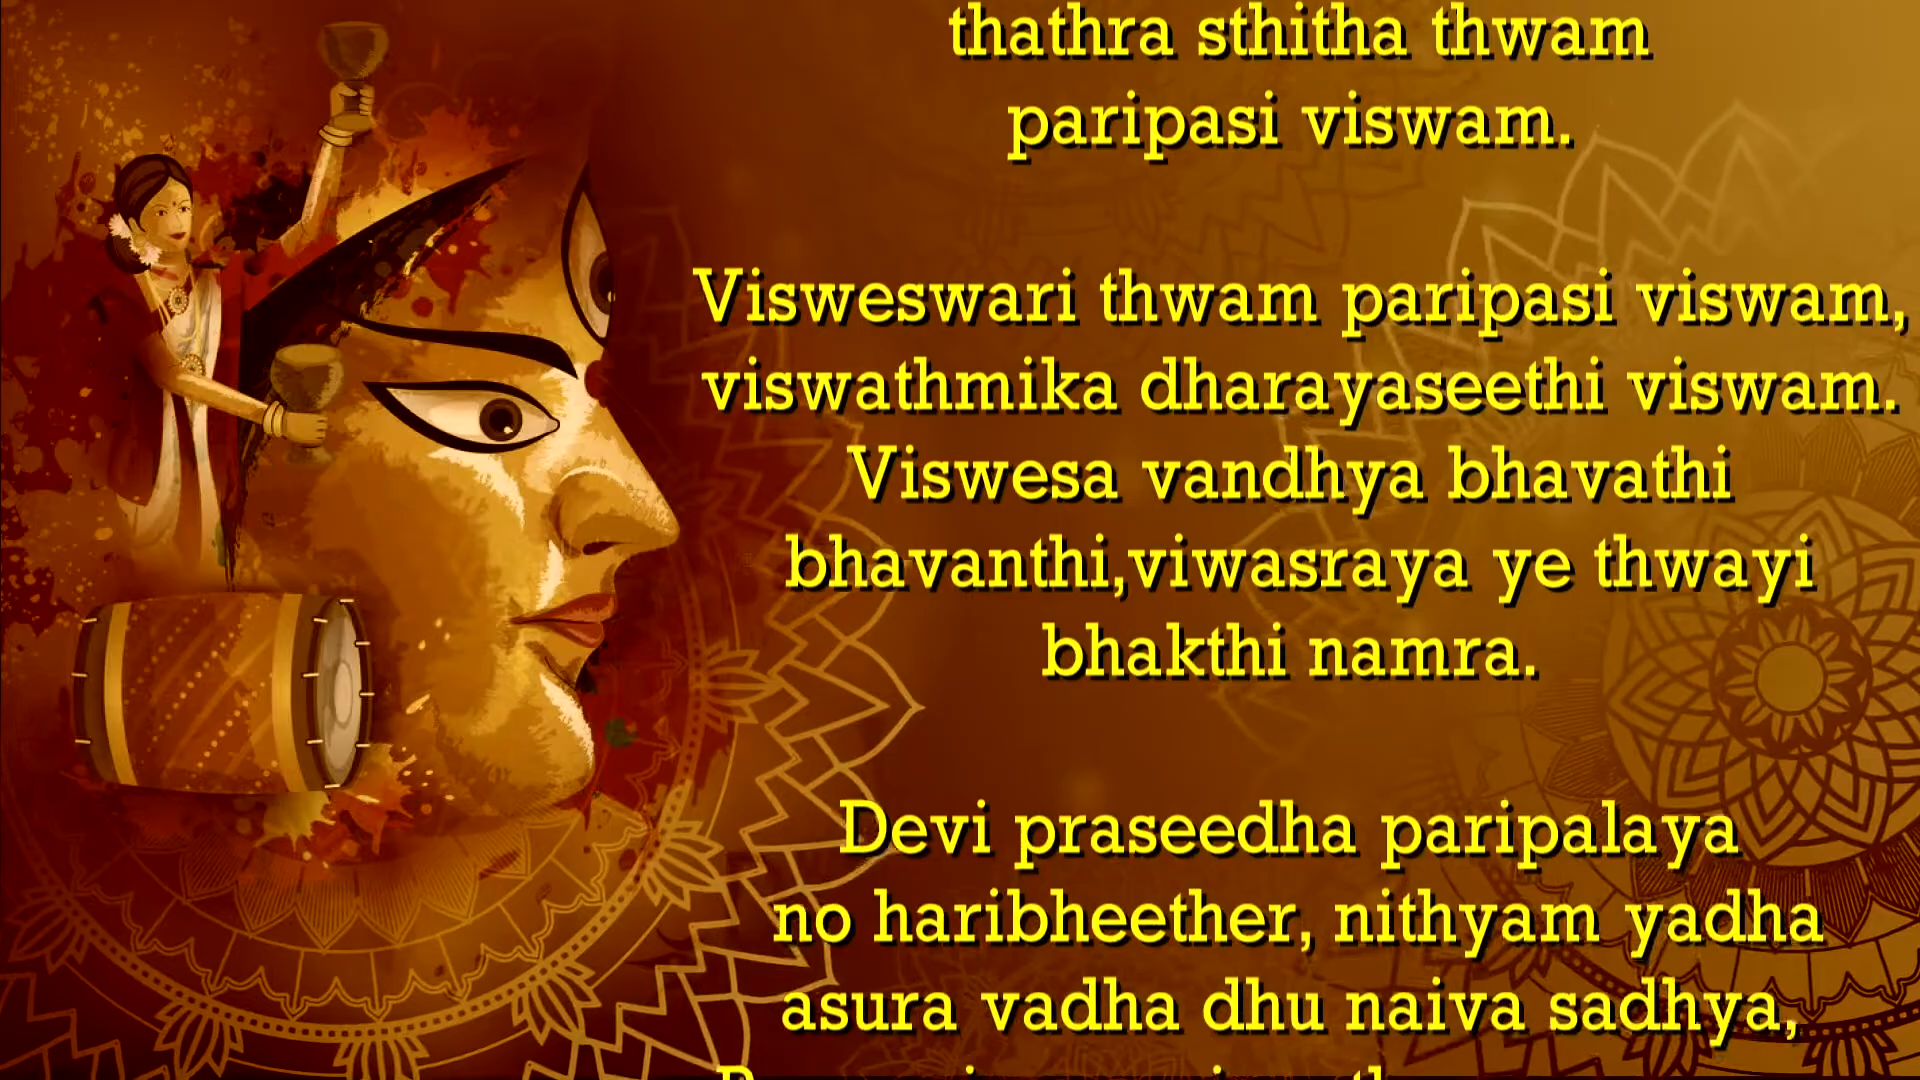 thathra sthitha thwam
paripasi viswam.
Visweswari thwam paripasi viswam,
viswathmika dharayaseethi viswam.
Viswesa vandhya bhavathi
bhavanthi,viwasraya ye thwayi
bhakthi namra.
Devi praseedha paripalaya
no haribheether, nithyam yadha
asura vadha dhu naiva sadhya,